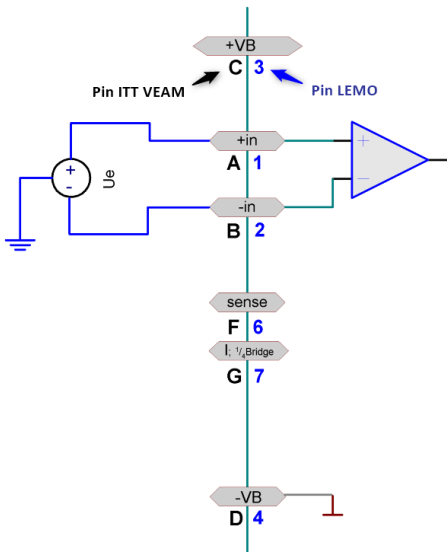 +VB
C 3
Pin ITT VEAM
Pin LEMO
+in
+
A 1
+
-
Ue
-in
—
B 2
sense
F 6
I; ¼Bridge
G 7
-VB
D 4